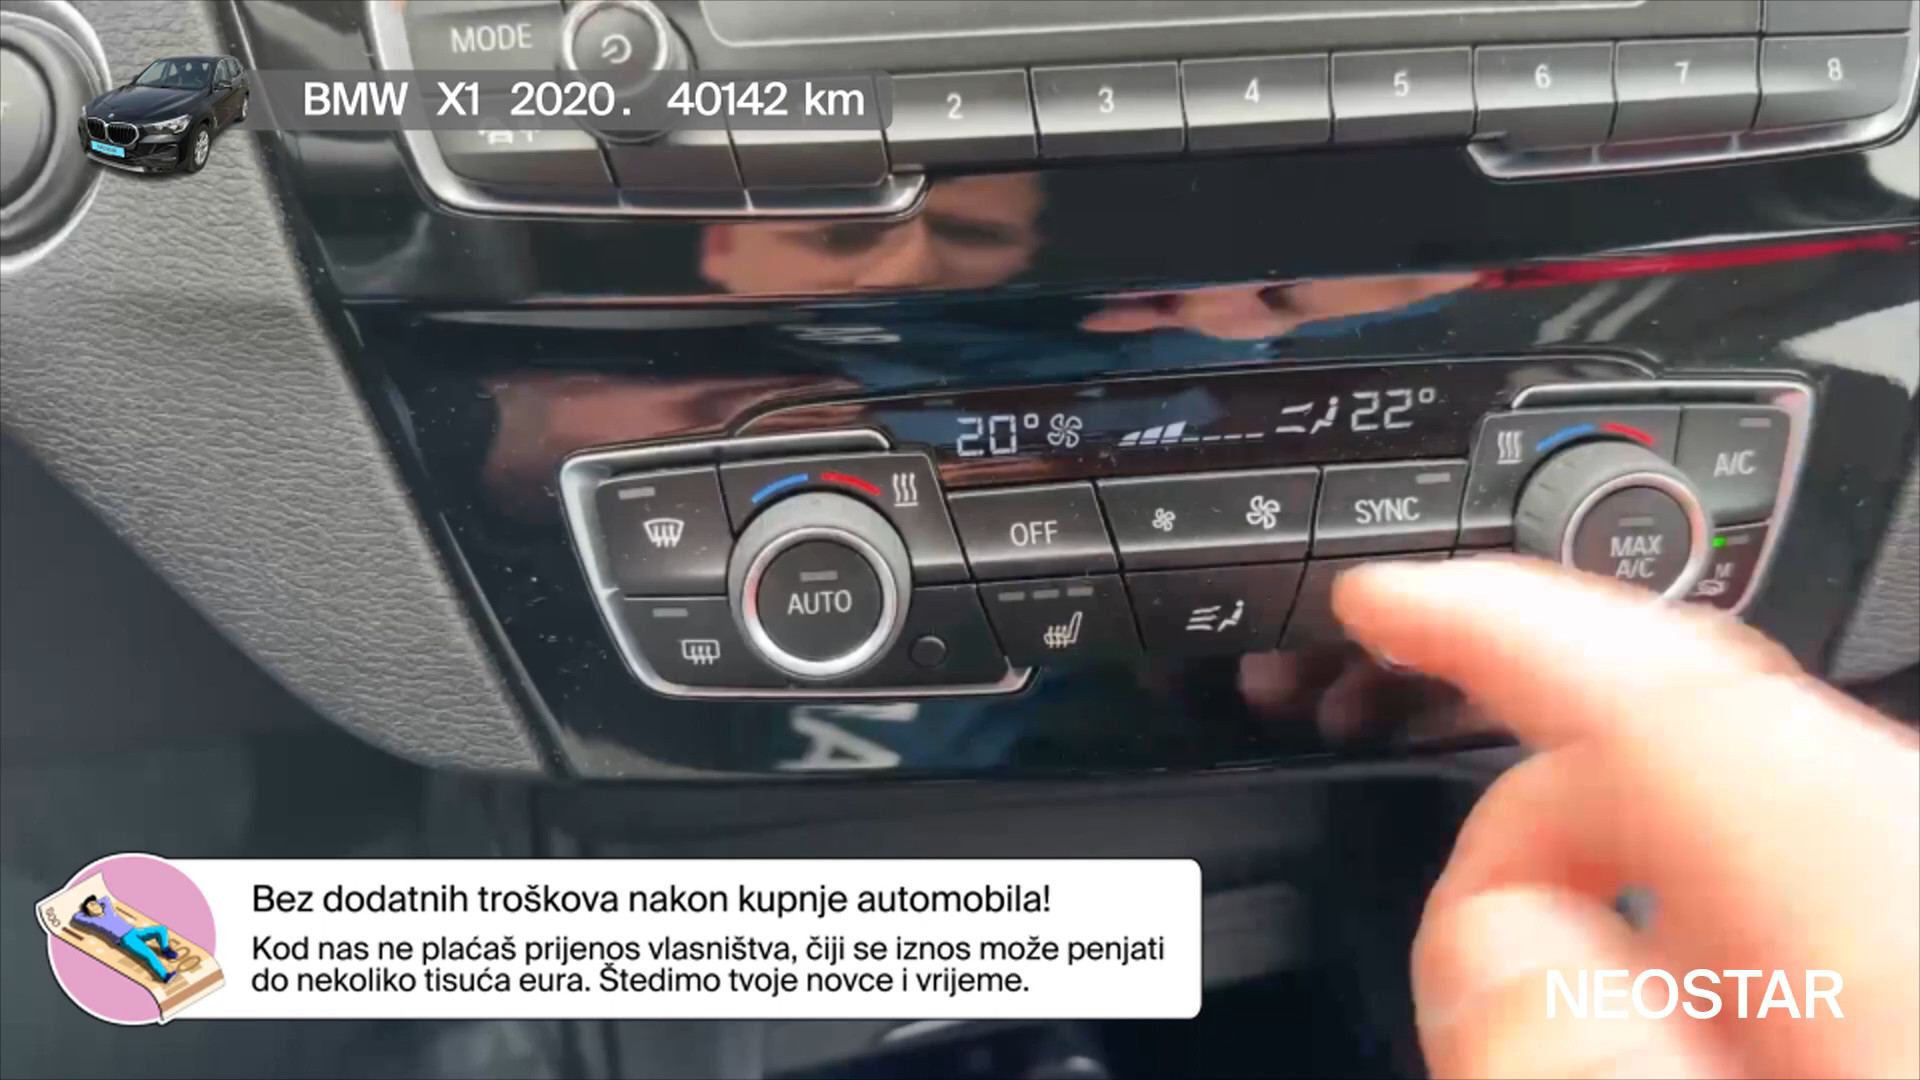 MODE
BMW X1 2020. 40142 km
2 3 4 5 6 7 8
20° 22°
A/C
OFF
SYNC
MAX
A/C
AUTO
M
Bez dodatnih troškova nakon kupnje automobila!
Kod nas ne plaćaš prijenos vlasništva, čiji se iznos može penjati
do nekoliko tisuća eura. Štedimo tvoje novce i vrijeme.
NEOSTAR